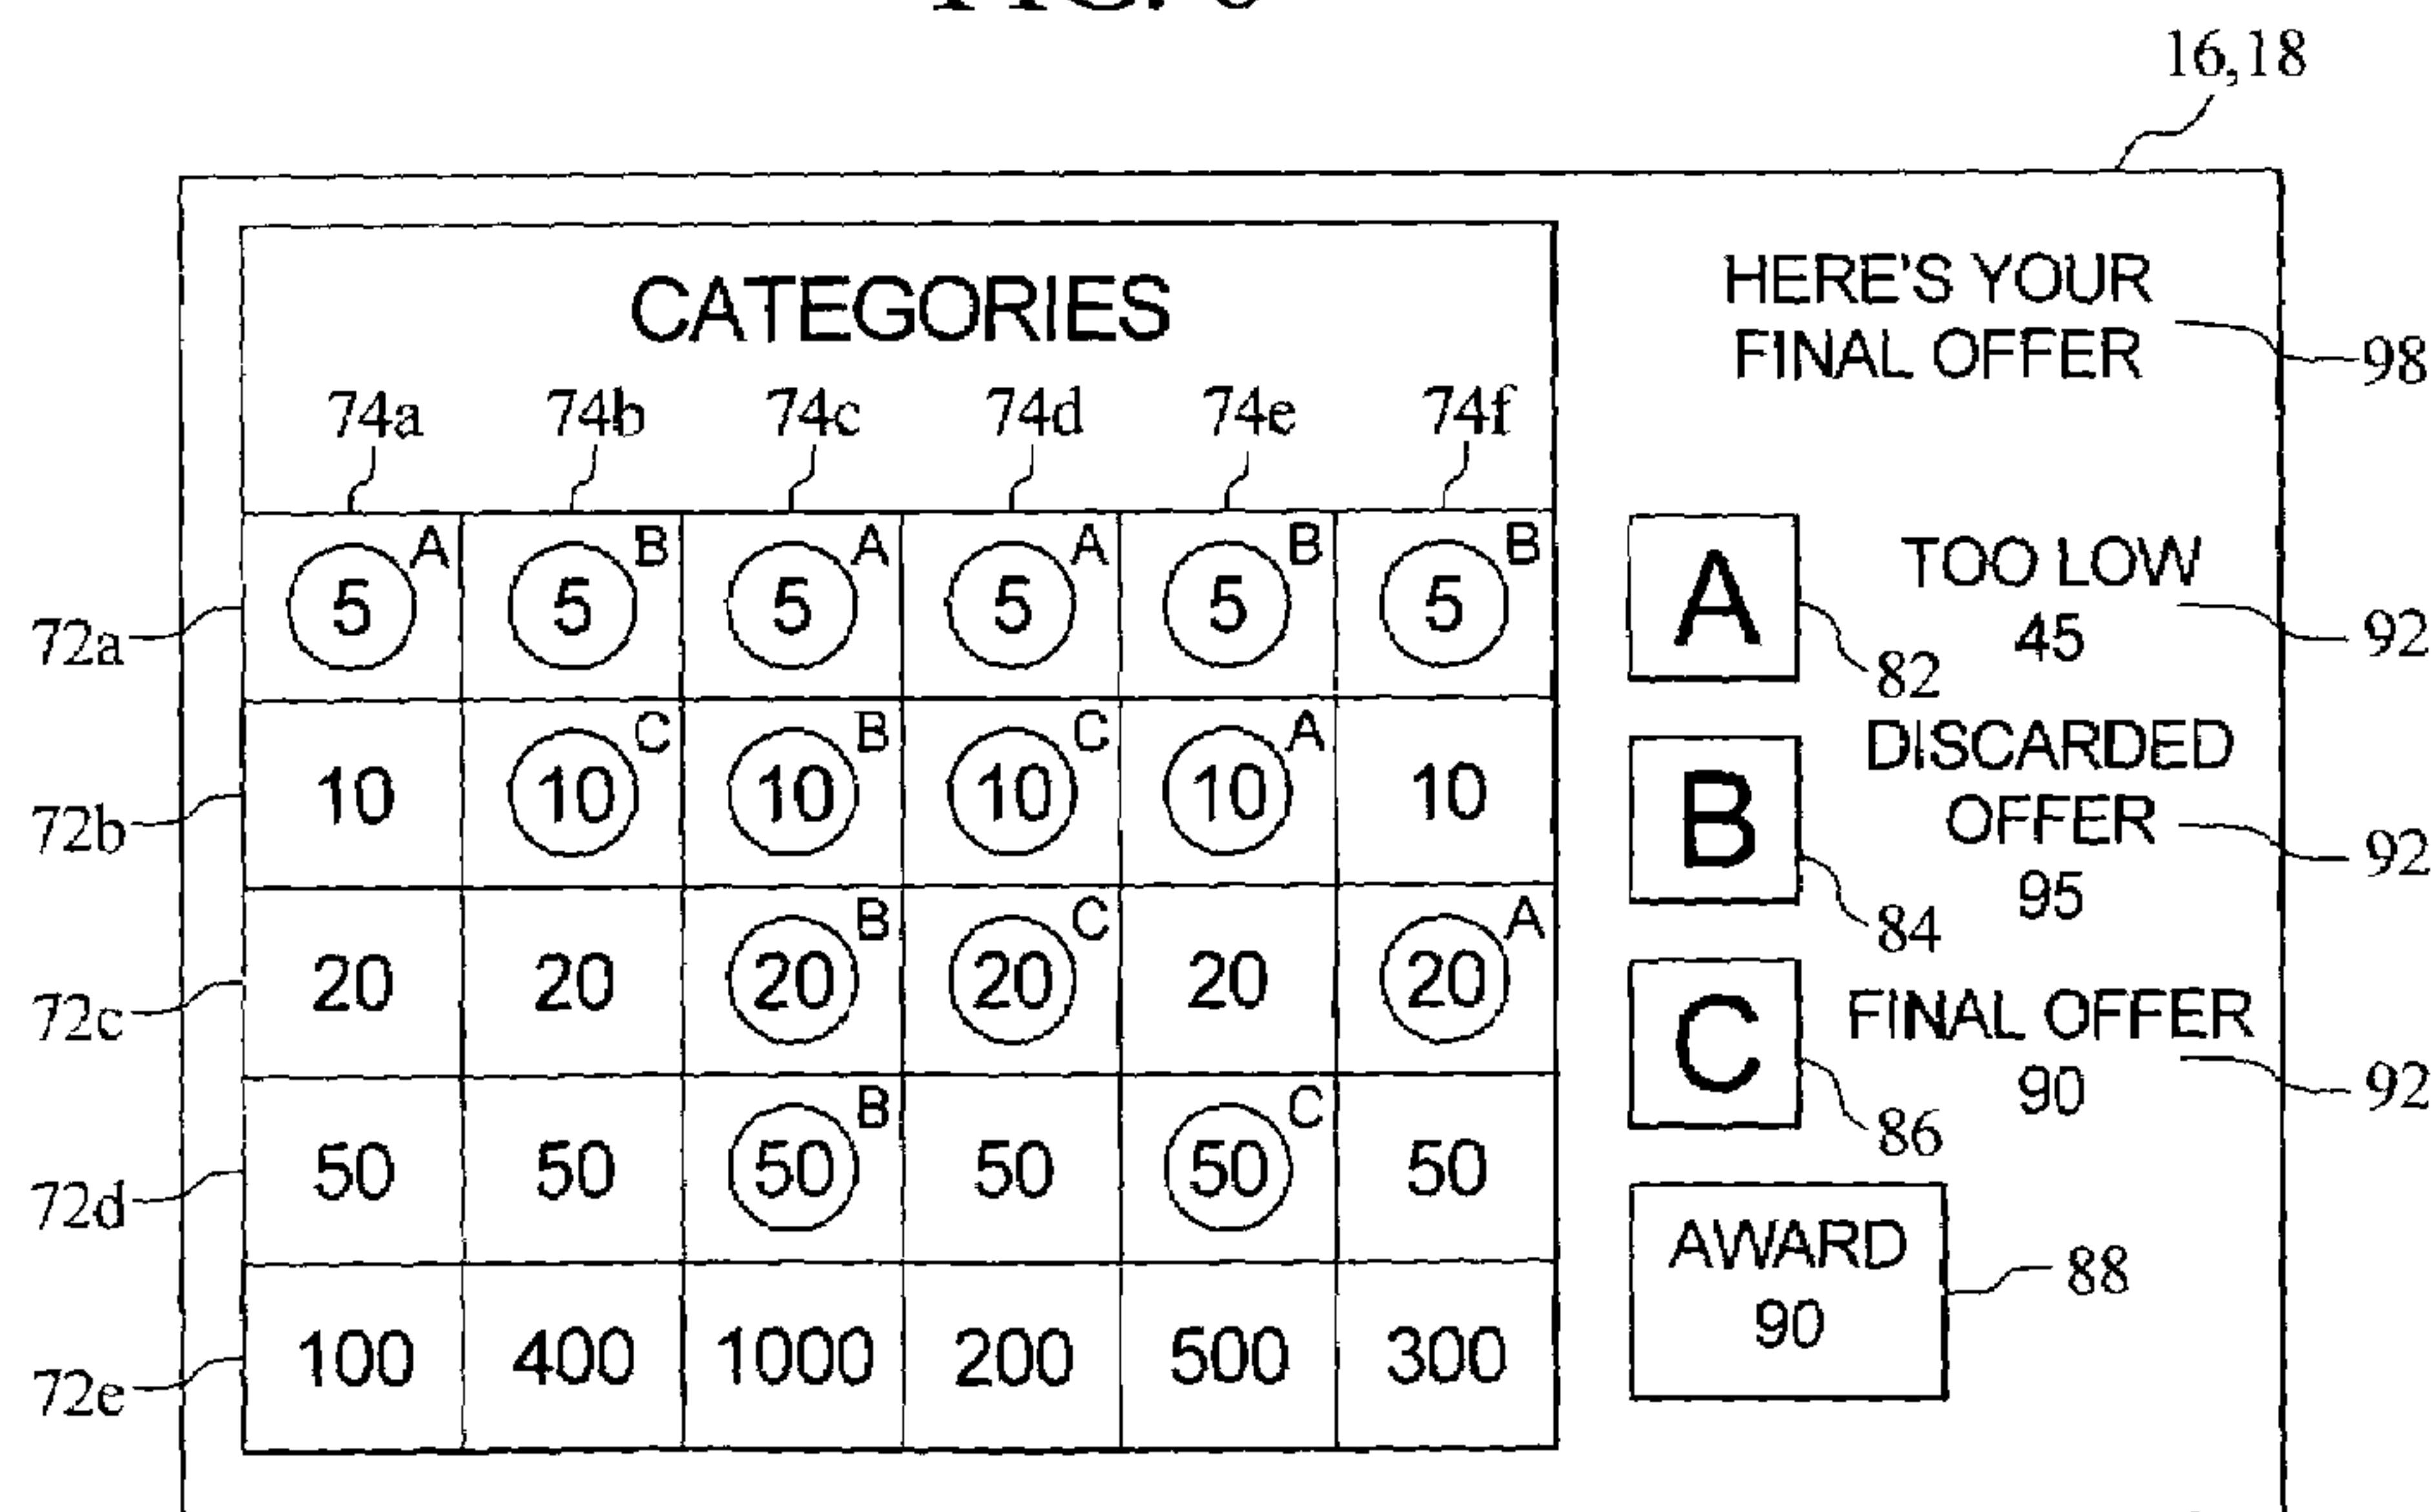 16,18
CATEGORIES
HERE'S YOUR
FINAL OFFER
98
74a 74b 74c 74d 74e 74f
72a
5 A 5 B 5 A 5 A 5 B 5 B
A
82
TOO LOW
45
92
72b
10 10 C 10 B 10 C 10 A 10
B
84
DISCARDED
OFFER
95
92
72c
20 20 20 B 20 C 20 20 A
C
86
FINAL OFFER
90
92
72d
50 50 50 B 50 50 C 50
AWARD
90
88
72e
100 400 1000 200 500 300